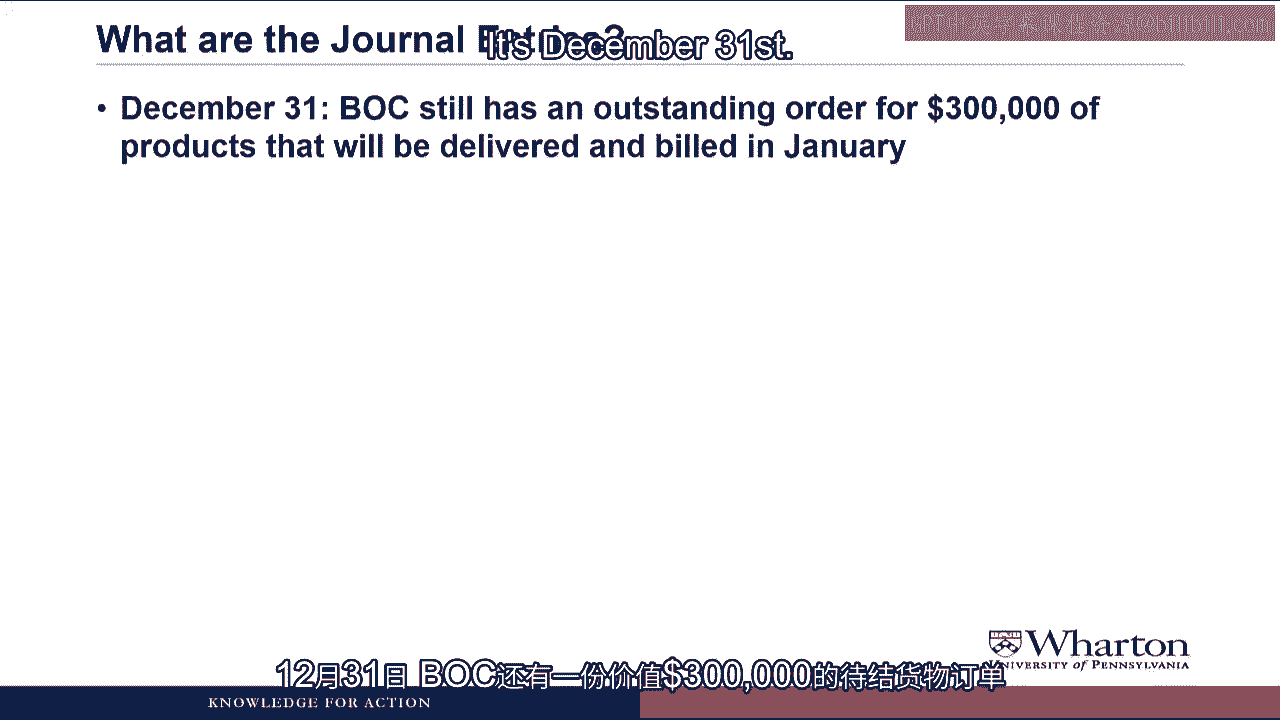 What are the Journal Entries?
It's December 31st.
• December 31: BOC still has an outstanding order for $300,000 of
products that will be delivered and billed in January
Wharton
UNIVERSITY of PENNSYLVANIA
12月31日 BOC还有一份价值$300,000的待结货物订单
KNOWLEDGE FOR ACTION